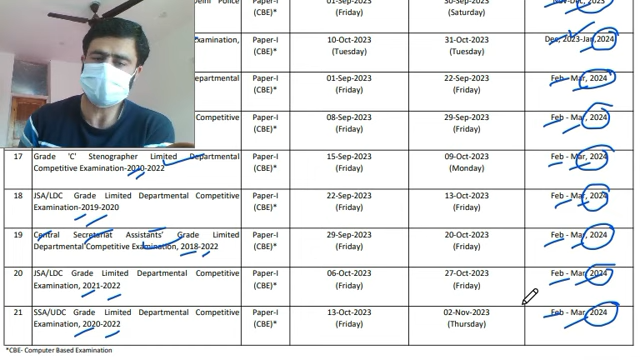 Delhi Police Paper-I 01-Sep-2023 30-Sep-2023 Nov-Dec, 2023
(CBE)* (Friday) (Saturday)
Examination, Paper-I 10-Oct-2023 31-Oct-2023 Dec, 2023-Jan, 2024
(CBE)* (Tuesday) (Tuesday)
Departmental Paper-I 01-Sep-2023 22-Sep-2023 Feb - Mar, 2024
(CBE)* (Friday) (Friday)
Competitive Paper-I 08-Sep-2023 29-Sep-2023 Feb - Mar, 2024
(CBE)* (Friday) (Friday)
17 Grade 'C' Stenographer Limited Departmental Paper-I 15-Sep-2023 09-Oct-2023 Feb - Mar, 2024
Competitive Examination-2020-2022 (CBE)* (Friday) (Monday)
18 JSA/LDC Grade Limited Departmental Competitive Paper-I 22-Sep-2023 13-Oct-2023 Feb - Mar, 2024
Examination-2019-2020 (CBE)* (Friday) (Friday)
19 Central Secretariat Assistants' Grade Limited Paper-I 29-Sep-2023 20-Oct-2023 Feb - Mar, 2024
Departmental Competitive Examination, 2018-2022 (CBE)* (Friday) (Friday)
20 JSA/LDC Grade Limited Departmental Competitive Paper-I 06-Oct-2023 27-Oct-2023 Feb - Mar, 2024
Examination, 2021-2022 (CBE)* (Friday) (Friday)
21 SSA/UDC Grade Limited Departmental Competitive Paper-I 13-Oct-2023 02-Nov-2023 Feb - Mar, 2024
Examination, 2020-2022 (CBE)* (Friday) (Thursday)
*CBE- Computer Based Examination